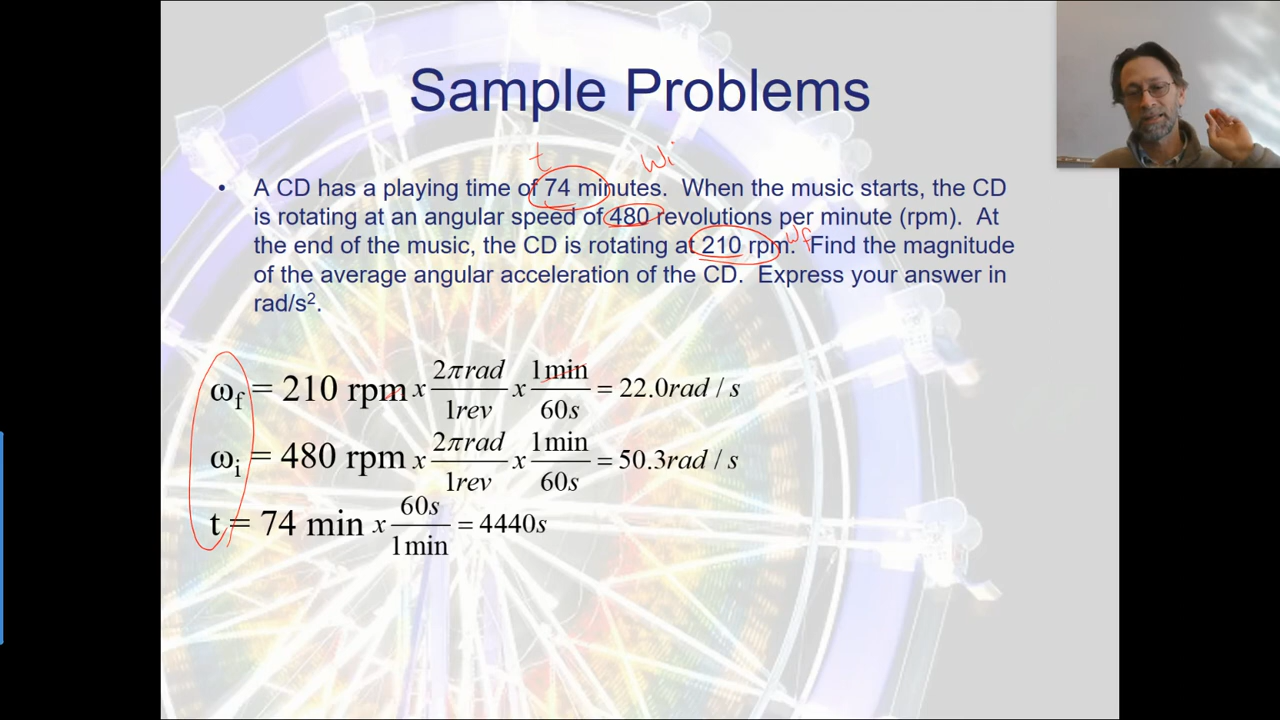 Sample Problems
t ωi
• A CD has a playing time of 74 minutes. When the music starts, the CD
is rotating at an angular speed of 480 revolutions per minute (rpm). At
the end of the music, the CD is rotating at 210 rpm. Find the magnitude
ωf
of the average angular acceleration of the CD. Express your answer in
rad/s².
ω_f = 210 rpm x 2πrad/1rev x 1min/60s = 22.0rad / s
ω_i = 480 rpm x 2πrad/1rev x 1min/60s = 50.3rad / s
t = 74 min x 60s/1min = 4440s